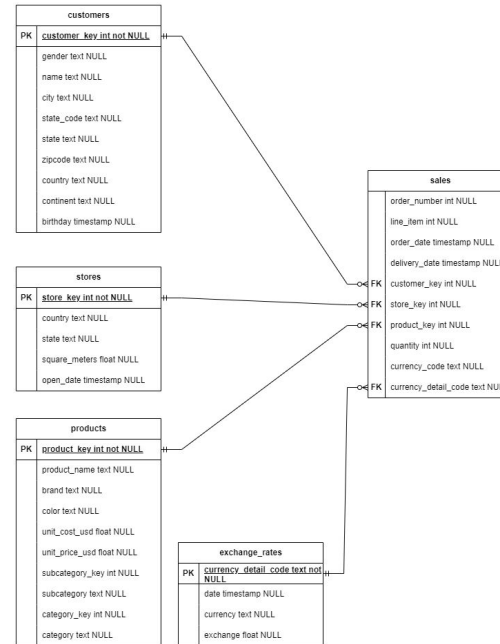 customers
PK customer_key int not NULL
gender text NULL
name text NULL
city text NULL
state_code text NULL
state text NULL
zipcode text NULL
country text NULL
continent text NULL
birthday timestamp NULL
stores
PK store_key int not NULL
country text NULL
state text NULL
square_meters float NULL
open_date timestamp NULL
products
PK product_key int not NULL
product_name text NULL
brand text NULL
color text NULL
unit_cost_usd float NULL
unit_price_usd float NULL
subcategory_key int NULL
subcategory text NULL
category_key int NULL
category text NULL
exchange_rates
PK currency_detail_code text not
NULL
date timestamp NULL
currency text NULL
exchange float NULL
sales
order_number int NULL
line_item int NULL
order_date timestamp NULL
delivery_date timestamp NULL
FK customer_key int NULL
FK store_key int NULL
FK product_key int NULL
quantity int NULL
currency_code text NULL
FK currency_detail_code text NU